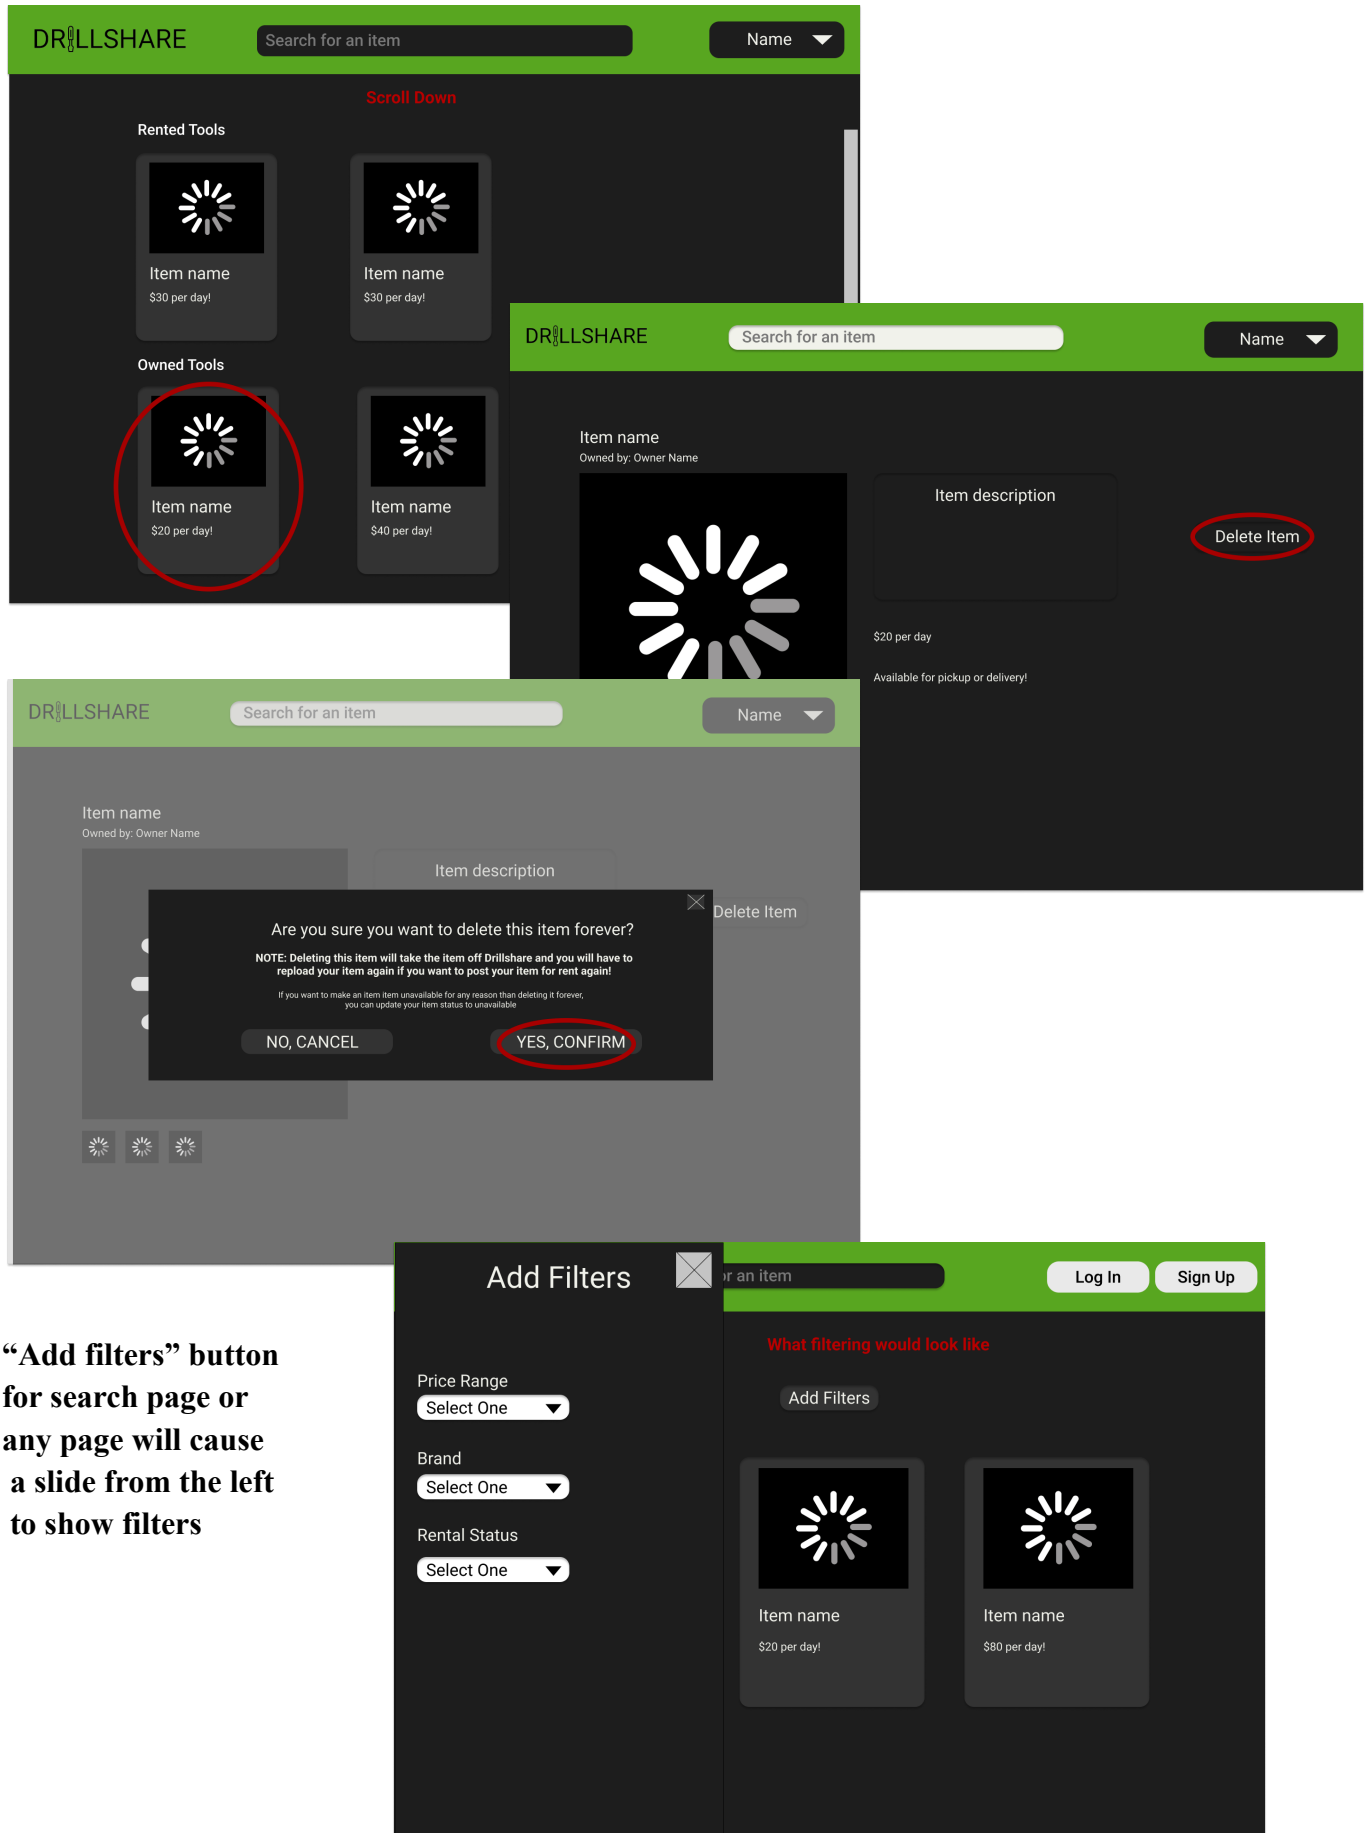 DRILLSHARE
Search for an item
Name
Scroll Down
Rented Tools
Item name
$30 per day!
Item name
$30 per day!
Owned Tools
Item name
$20 per day!
Item name
$40 per day!
DRILLSHARE
Search for an item
Name
Item name
Owned by: Owner Name
Item description
Delete Item
$20 per day
Available for pickup or delivery!
DRILLSHARE
Search for an item
Name
Item name
Owned by: Owner Name
Item description
Delete Item
Are you sure you want to delete this item forever?
NOTE: Deleting this item will take the item off Drillshare and you will have to
repload your item again if you want to post your item for rent again!
If you want to make an item item unavailable for any reason than deleting it forever,
you can update your item status to unavailable
NO, CANCEL
YES, CONFIRM
Add Filters
or an item
Log In
Sign Up
What filtering would look like
Add Filters
Price Range
Select One
Brand
Select One
Rental Status
Select One
Item name
$20 per day!
Item name
$80 per day!
“Add filters” button
for search page or
any page will cause
a slide from the left
to show filters